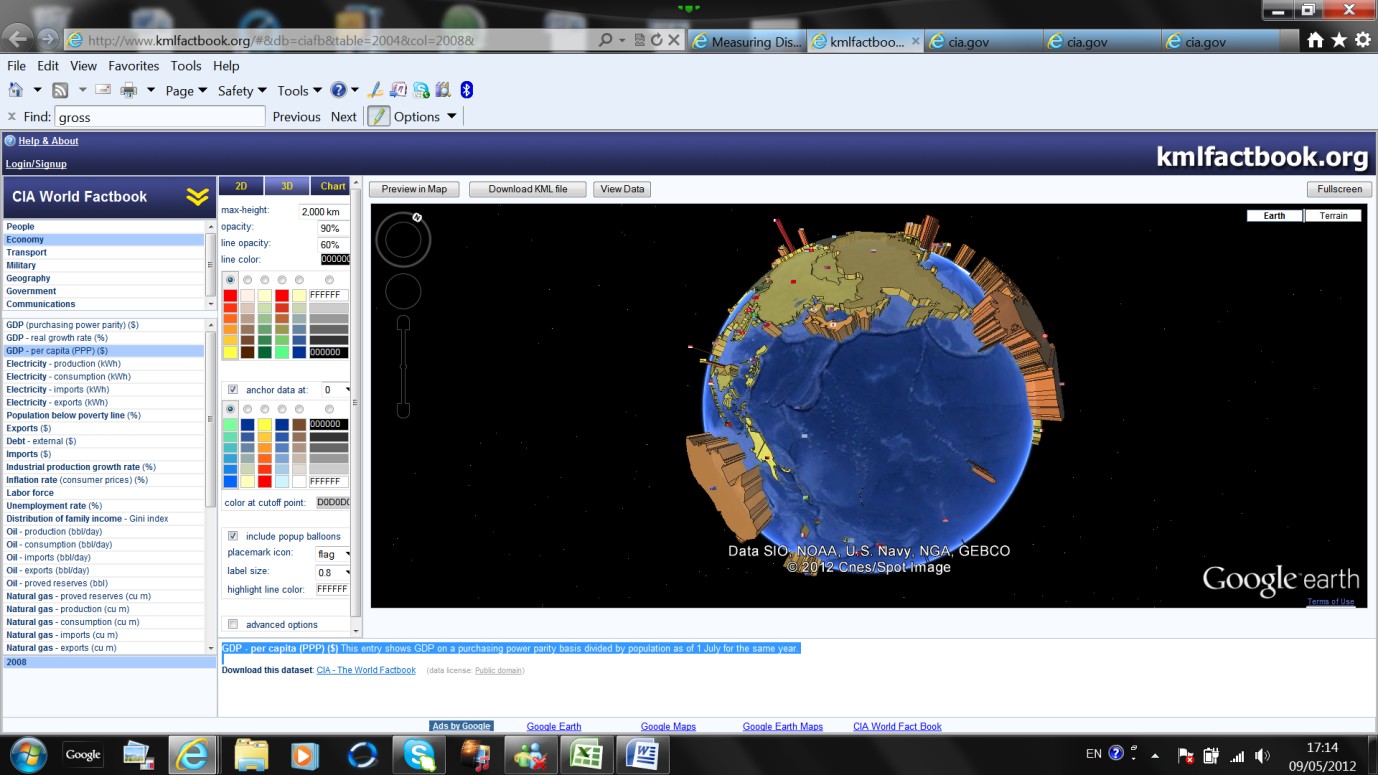 http://www.kmlfactbook.org/#&db=ciafb&table=2004&col=2008&
Measuring Dis...
kmlfactboo...
cia.gov
cia.gov
cia.gov
File Edit View Favorites Tools Help
Page Safety Tools
Find: gross Previous Next Options
Help & About
Login/Signup
kmlfactbook.org
CIA World Factbook
People
Economy
Transport
Military
Geography
Government
Communications
GDP (purchasing power parity) ($)
GDP - real growth rate (%)
GDP - per capita (PPP) ($)
Electricity - production (kWh)
Electricity - consumption (kWh)
Electricity - imports (kWh)
Electricity - exports (kWh)
Population below poverty line (%)
Exports ($)
Debt - external ($)
Imports ($)
Industrial production growth rate (%)
Inflation rate (consumer prices) (%)
Labor force
Unemployment rate (%)
Distribution of family income - Gini index
Oil - production (bbl/day)
Oil - consumption (bbl/day)
Oil - imports (bbl/day)
Oil - exports (bbl/day)
Oil - proved reserves (bbl)
Natural gas - proved reserves (cu m)
Natural gas - production (cu m)
Natural gas - consumption (cu m)
Natural gas - imports (cu m)
Natural gas - exports (cu m)
2008
2D 3D Chart
max-height: 2,000 km
opacity: 90%
line opacity: 60%
line color: 000000
FFFFFF
000000
anchor data at: 0
000000
FFFFFF
color at cutoff point: D0D0D0
include popup balloons
placemark icon: flag
label size: 0.8
highlight line color: FFFFFF
advanced options
Preview in Map Download KML file View Data Fullscreen
N
Earth Terrain
Data SIO, NOAA, U.S. Navy, NGA, GEBCO
© 2012 Cnes/Spot Image
Google earth
Terms of Use
GDP - per capita (PPP) ($) This entry shows GDP on a purchasing power parity basis divided by population as of 1 July for the same year.
Download this dataset: CIA - The World Factbook (data license: Public domain)
Ads by Google Google Earth Google Maps Google Earth Maps CIA World Fact Book
Google
EN
17:14
09/05/2012